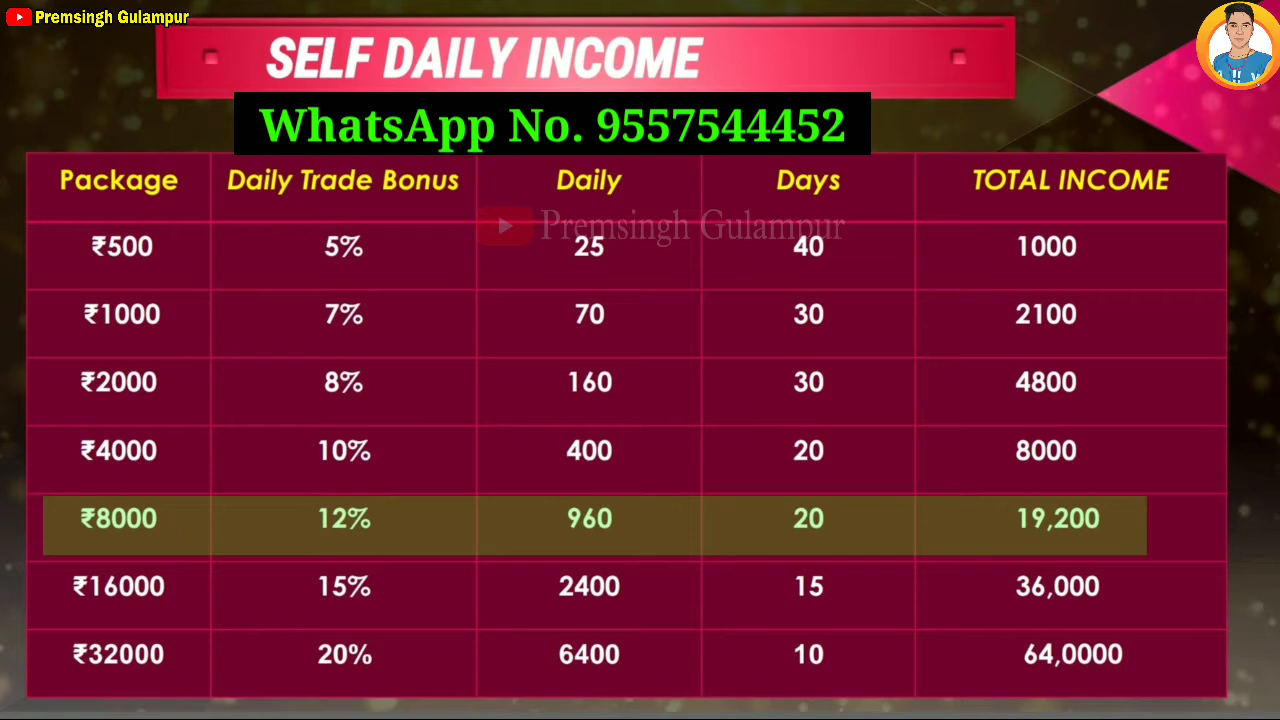 Premsingh Gulampur
SELF DAILY INCOME
WhatsApp No. 9557544452
Package Daily Trade Bonus Daily Days TOTAL INCOME
Premsingh Gulampur
₹500 5% 25 40 1000
₹1000 7% 70 30 2100
₹2000 8% 160 30 4800
₹4000 10% 400 20 8000
₹8000 12% 960 20 19,200
₹16000 15% 2400 15 36,000
₹32000 20% 6400 10 64,0000